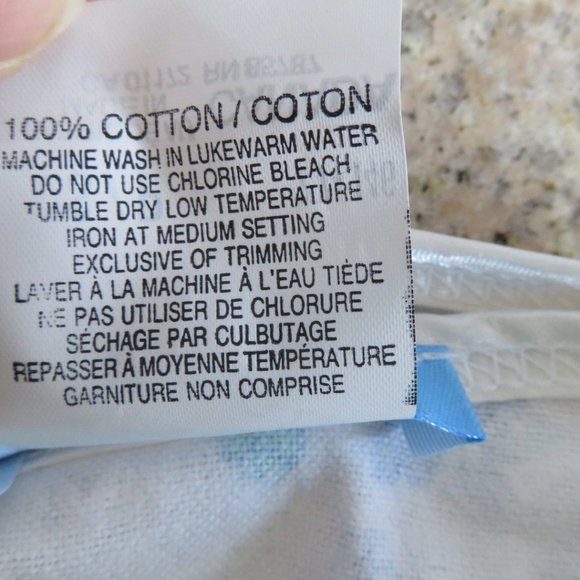 100% COTTON / COTON
MACHINE WASH IN LUKEWARM WATER
DO NOT USE CHLORINE BLEACH
TUMBLE DRY LOW TEMPERATURE
IRON AT MEDIUM SETTING
EXCLUSIVE OF TRIMMING
LAVER À LA MACHINE À L'EAU TIÈDE
NE PAS UTILISER DE CHLORURE
SÉCHAGE PAR CULBUTAGE
REPASSER À MOYENNE TEMPÉRATURE
GARNITURE NON COMPRISE